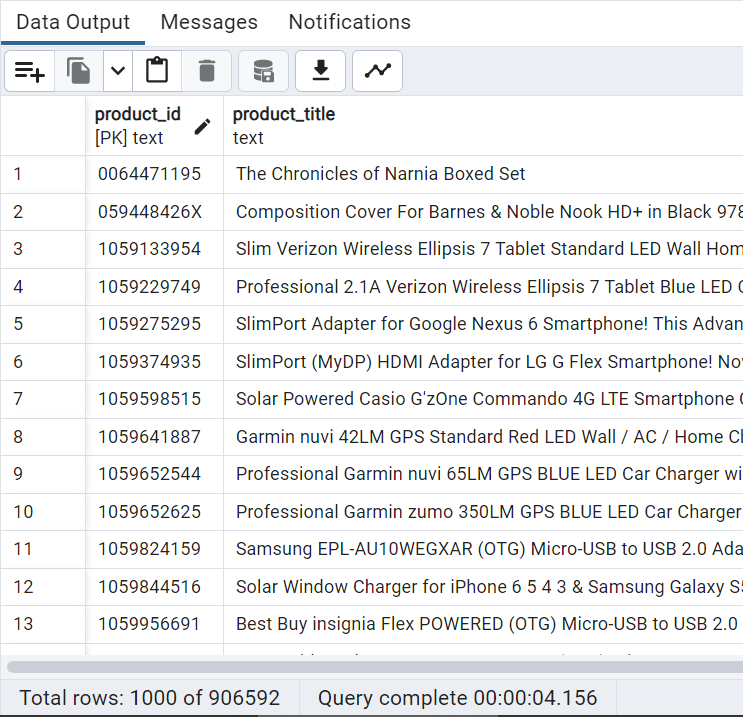 Data Output Messages Notifications
product_id product_title
[PK] text text
1 0064471195 The Chronicles of Narnia Boxed Set
2 059448426X Composition Cover For Barnes & Noble Nook HD+ in Black 978
3 1059133954 Slim Verizon Wireless Ellipsis 7 Tablet Standard LED Wall Hom
4 1059229749 Professional 2.1A Verizon Wireless Ellipsis 7 Tablet Blue LED
5 1059275295 SlimPort Adapter for Google Nexus 6 Smartphone! This Advan
6 1059374935 SlimPort (MyDP) HDMI Adapter for LG G Flex Smartphone! No
7 1059598515 Solar Powered Casio G'zOne Commando 4G LTE Smartphone
8 1059641887 Garmin nuvi 42LM GPS Standard Red LED Wall / AC / Home Ch
9 1059652544 Professional Garmin nuvi 65LM GPS BLUE LED Car Charger wi
10 1059652625 Professional Garmin zumo 350LM GPS BLUE LED Car Charger
11 1059824159 Samsung EPL-AU10WEGXAR (OTG) Micro-USB to USB 2.0 Ada
12 1059844516 Solar Window Charger for iPhone 6 5 4 3 & Samsung Galaxy S5
13 1059956691 Best Buy insignia Flex POWERED (OTG) Micro-USB to USB 2.0
Total rows: 1000 of 906592 Query complete 00:00:04.156